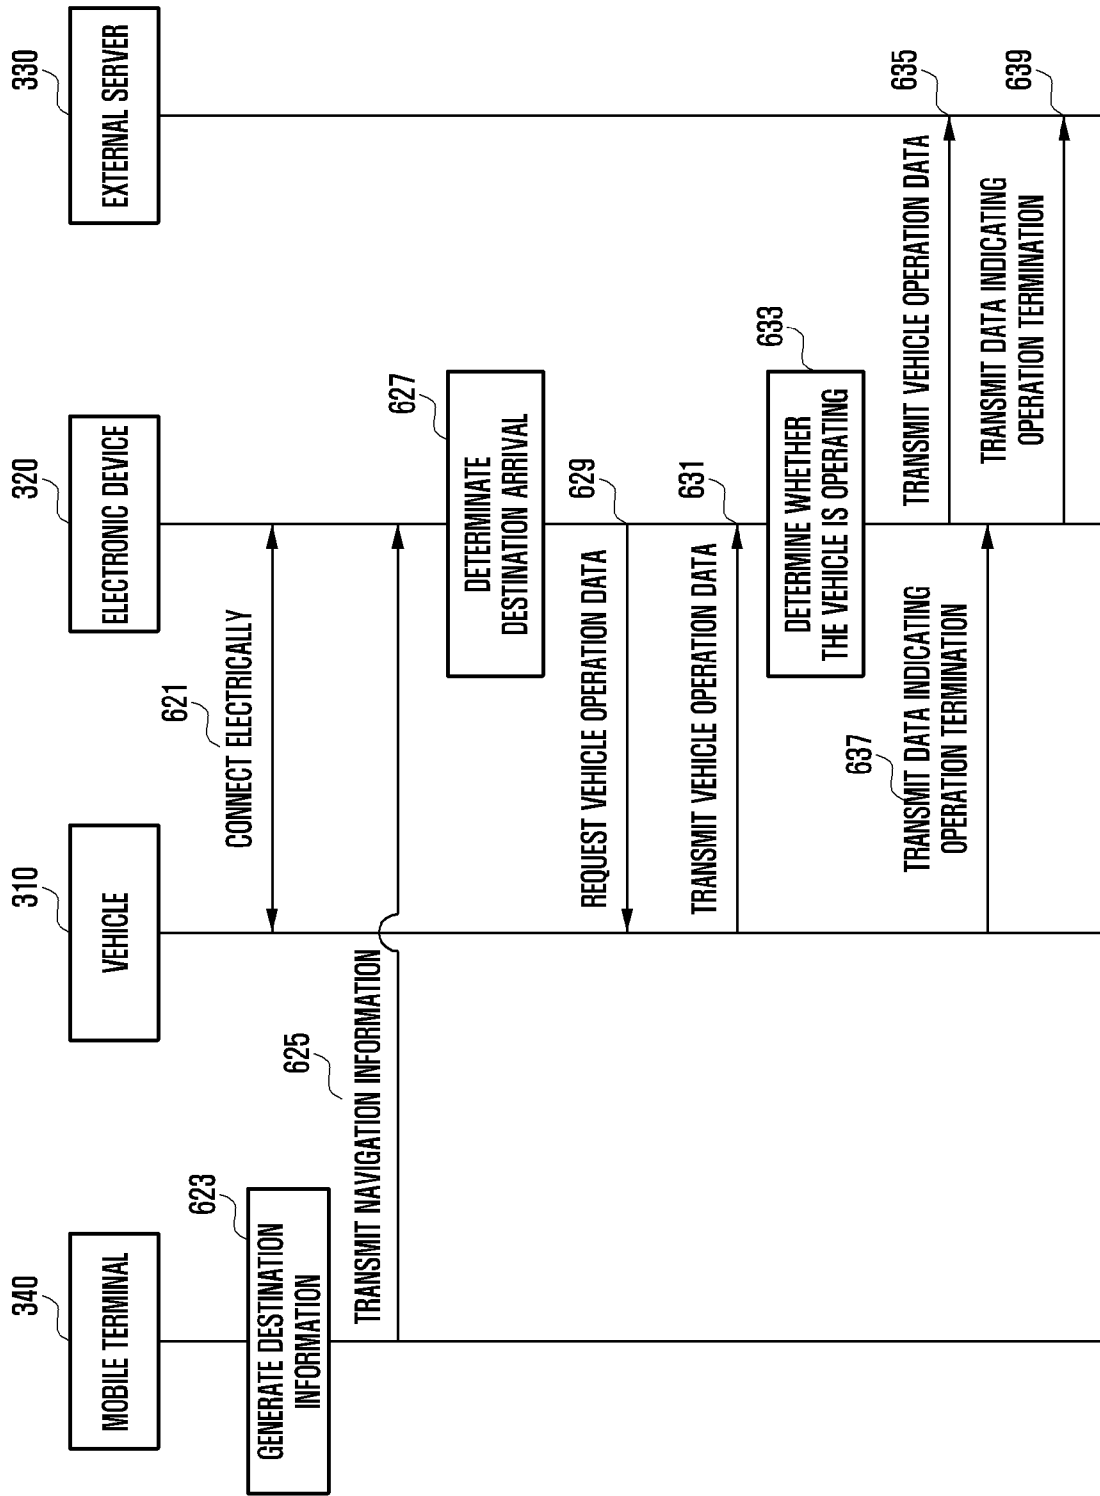 340
MOBILE TERMINAL
310
VEHICLE
320
ELECTRONIC DEVICE
330
EXTERNAL SERVER
621
CONNECT ELECTRICALLY
623
GENERATE DESTINATION
INFORMATION
625
TRANSMIT NAVIGATION INFORMATION
627
DETERMINATE
DESTINATION ARRIVAL
REQUEST VEHICLE OPERATION DATA
629
TRANSMIT VEHICLE OPERATION DATA
631
633
DETERMINE WHETHER
THE VEHICLE IS OPERATING
TRANSMIT VEHICLE OPERATION DATA
635
637
TRANSMIT DATA INDICATING
OPERATION TERMINATION
TRANSMIT DATA INDICATING
OPERATION TERMINATION
639